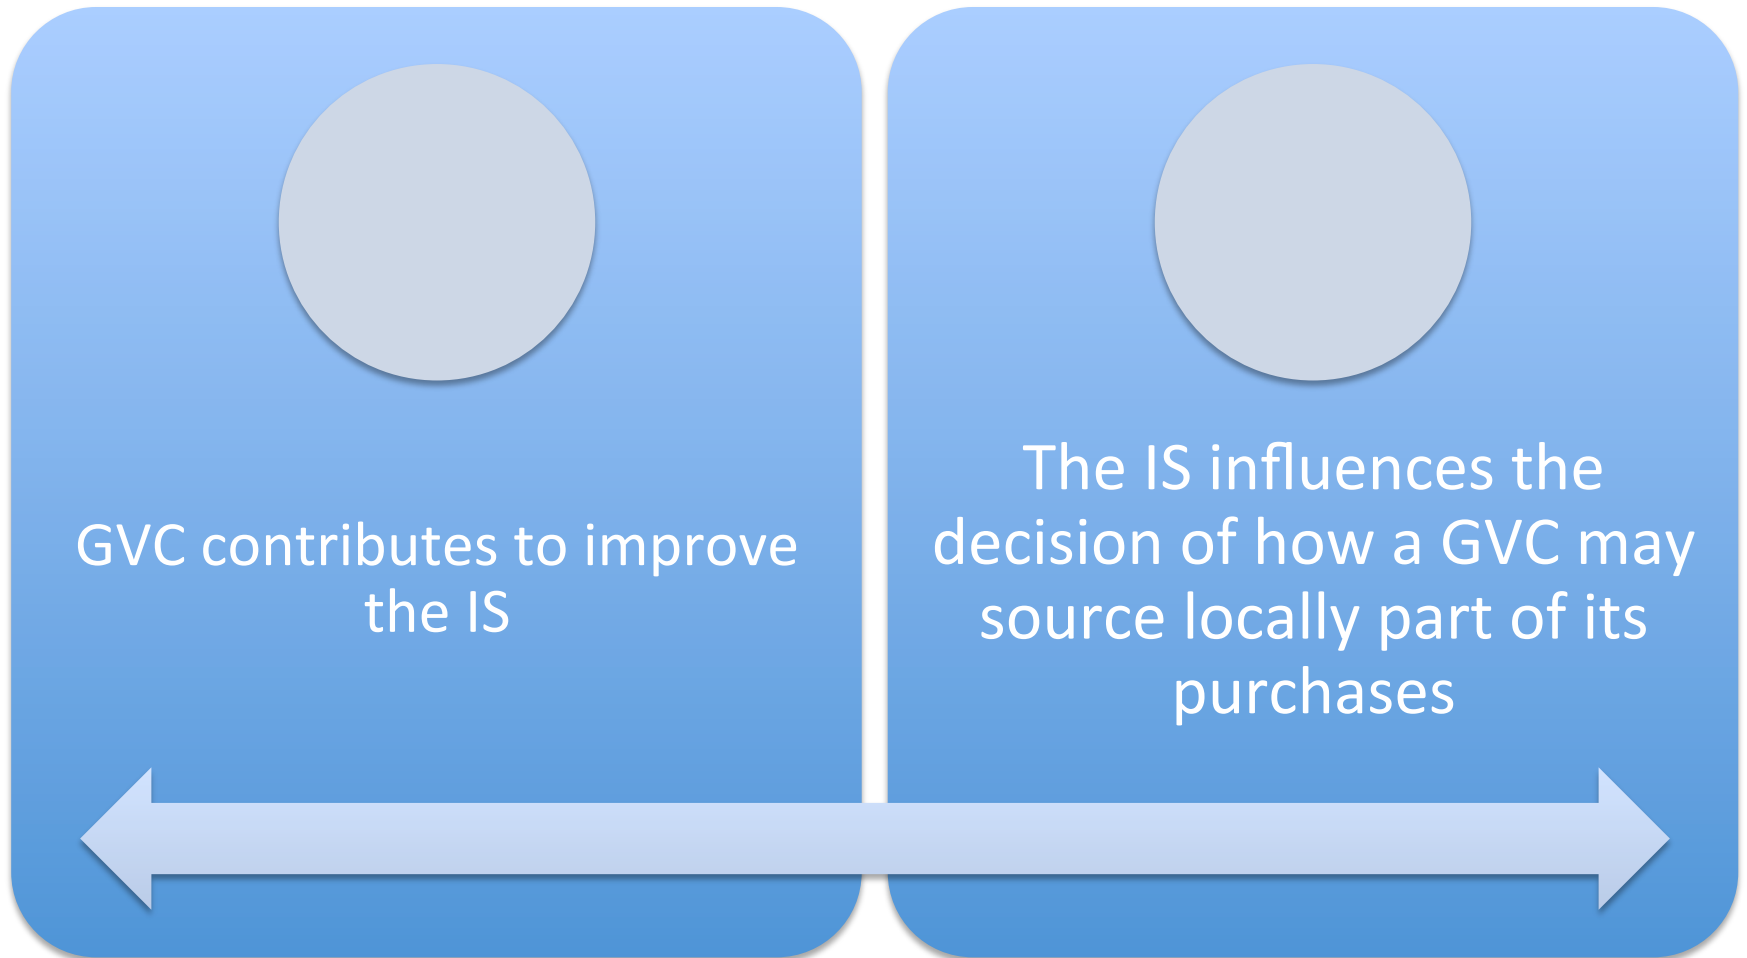 GVC contributes to improve
the IS
The IS influences the
decision of how a GVC may
source locally part of its
purchases